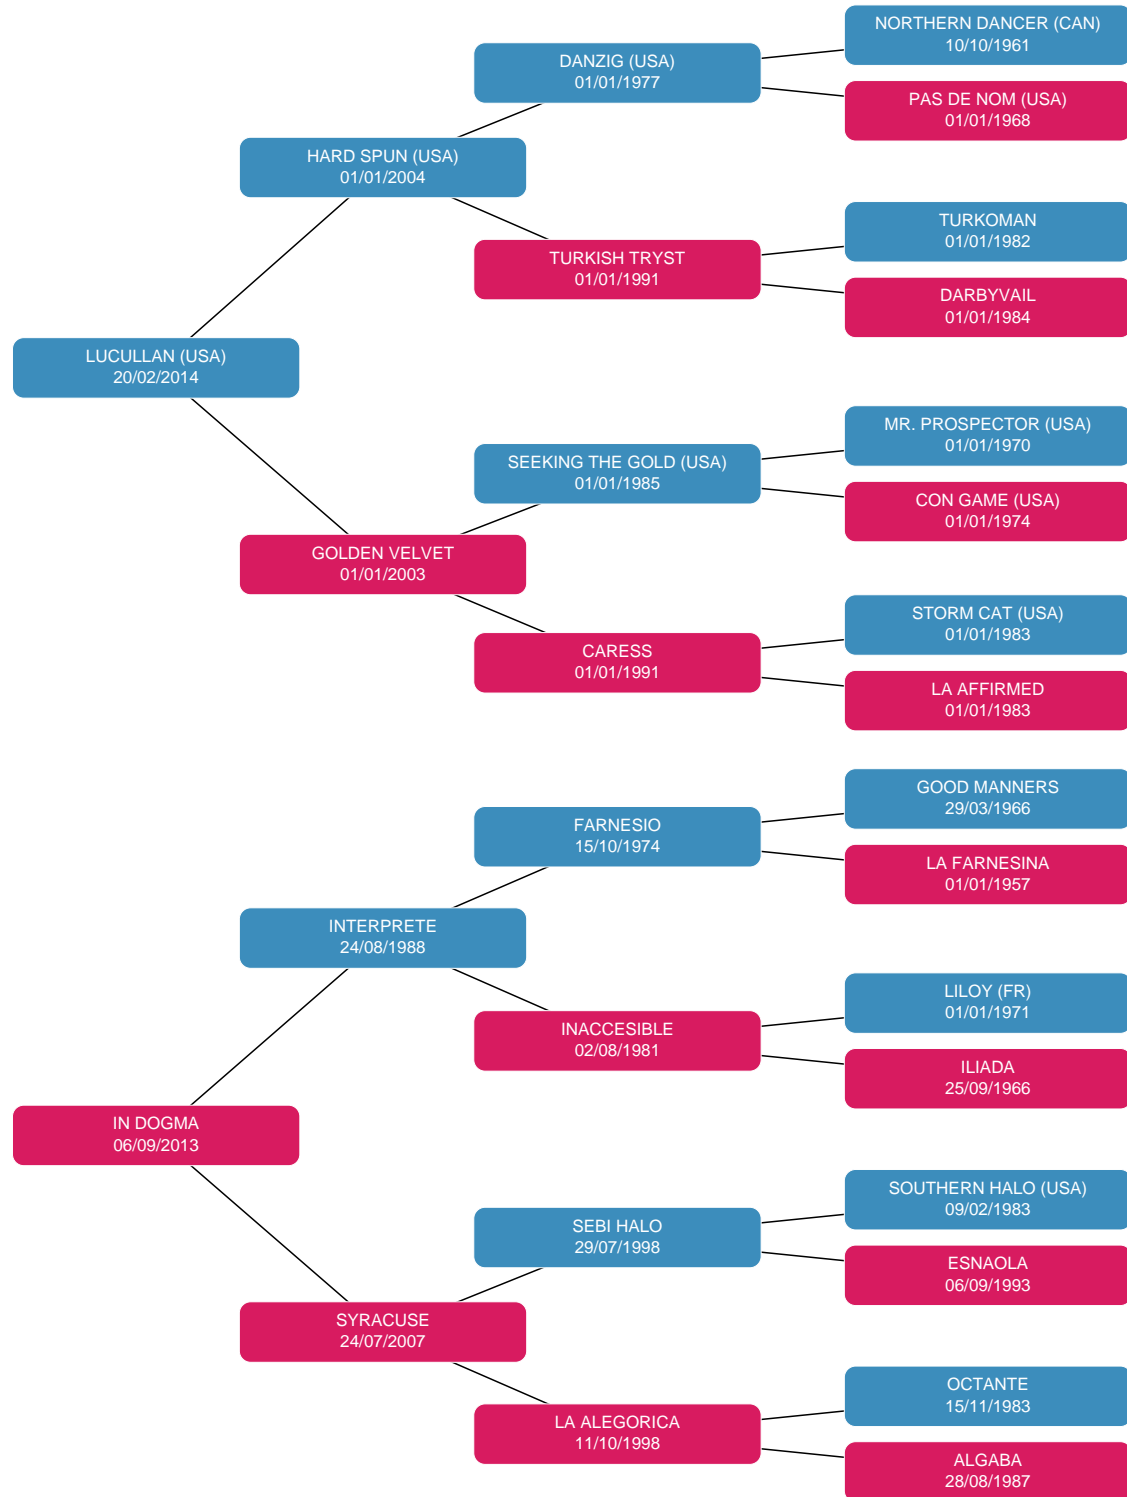 NORTHERN DANCER (CAN)
10/10/1961
DANZIG (USA)
01/01/1977
PAS DE NOM (USA)
01/01/1968
HARD SPUN (USA)
01/01/2004
TURKOMAN
01/01/1982
TURKISH TRYST
01/01/1991
DARBYVAIL
01/01/1984
LUCULLAN (USA)
20/02/2014
MR. PROSPECTOR (USA)
01/01/1970
SEEKING THE GOLD (USA)
01/01/1985
CON GAME (USA)
01/01/1974
GOLDEN VELVET
01/01/2003
STORM CAT (USA)
01/01/1983
CARESS
01/01/1991
LA AFFIRMED
01/01/1983
GOOD MANNERS
29/03/1966
FARNESIO
15/10/1974
LA FARNESINA
01/01/1957
INTERPRETE
24/08/1988
LILOY (FR)
01/01/1971
INACCESIBLE
02/08/1981
ILIADA
25/09/1966
IN DOGMA
06/09/2013
SOUTHERN HALO (USA)
09/02/1983
SEBI HALO
29/07/1998
ESNAOLA
06/09/1993
SYRACUSE
24/07/2007
OCTANTE
15/11/1983
LA ALEGORICA
11/10/1998
ALGABA
28/08/1987